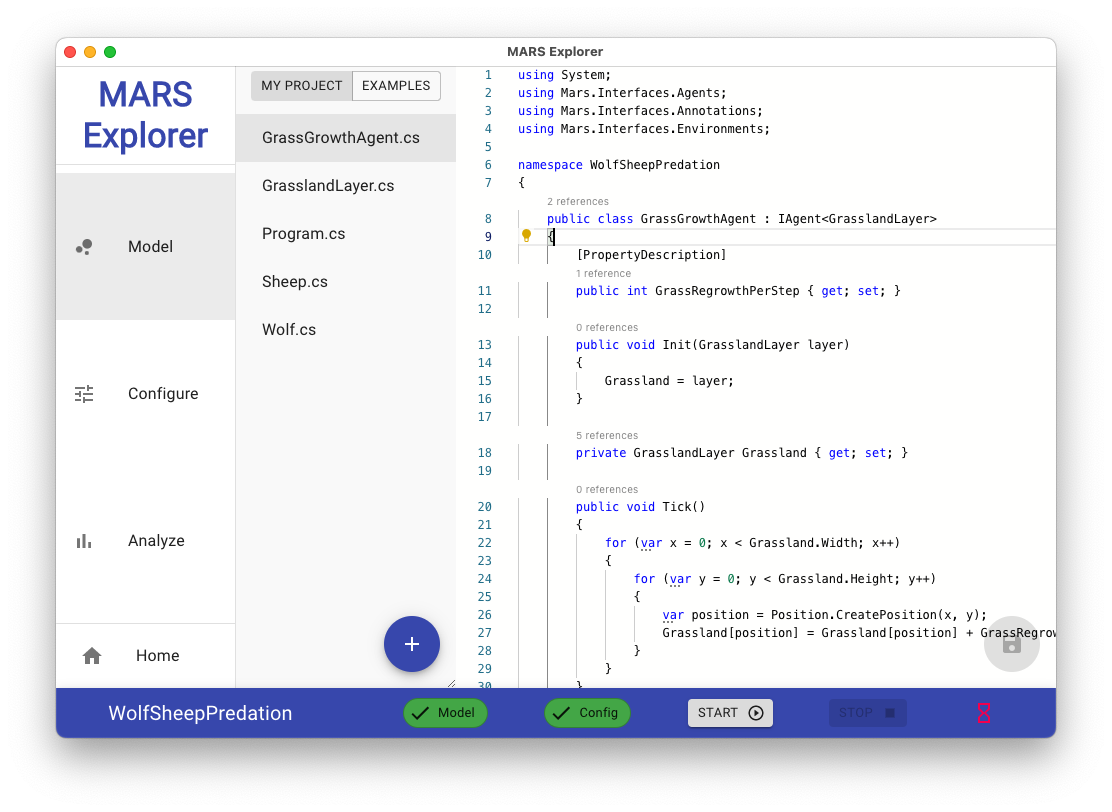 MARS Explorer
MARS
Explorer
Model
Configure
Analyze
Home
MY PROJECT
EXAMPLES
GrassGrowthAgent.cs
GrasslandLayer.cs
Program.cs
Sheep.cs
Wolf.cs
+
1 using System;
2 using Mars.Interfaces.Agents;
3 using Mars.Interfaces.Annotations;
4 using Mars.Interfaces.Environments;
5
6 namespace WolfSheepPredation
7 {
2 references
8 public class GrassGrowthAgent : IAgent<GrasslandLayer>
9 {
10 [PropertyDescription]
1 reference
11 public int GrassRegrowthPerStep { get; set; }
12
0 references
13 public void Init(GrasslandLayer layer)
14 {
15 Grassland = layer;
16 }
17
5 references
18 private GrasslandLayer Grassland { get; set; }
19
0 references
20 public void Tick()
21 {
22 for (var x = 0; x < Grassland.Width; x++)
23 {
24 for (var y = 0; y < Grassland.Height; y++)
25 {
26 var position = Position.CreatePosition(x, y);
27 Grassland[position] = Grassland[position] + GrassRegrow
28 }
29 }
30 }
WolfSheepPredation
Model
Config
START
STOP